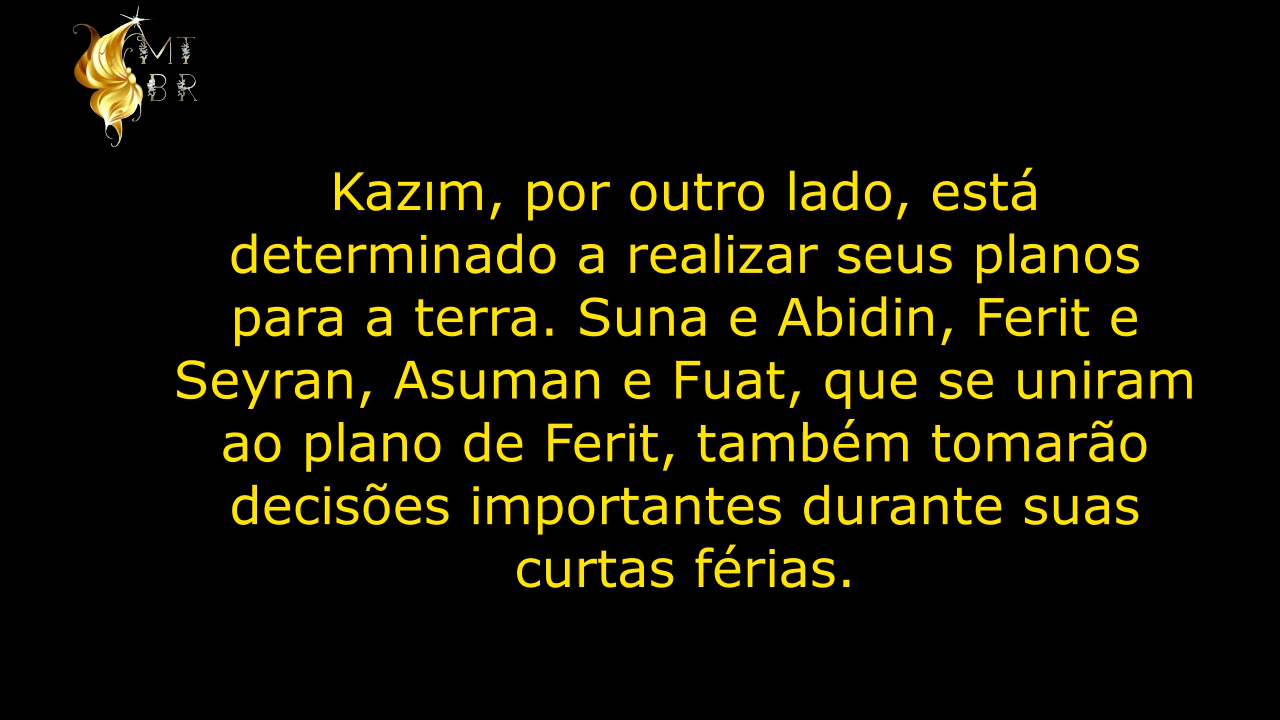 MT
BR
Kazım, por outro lado, está
determinado a realizar seus planos
para a terra. Suna e Abidin, Ferit e
Seyran, Asuman e Fuat, que se uniram
ao plano de Ferit, também tomarão
decisões importantes durante suas
curtas férias.